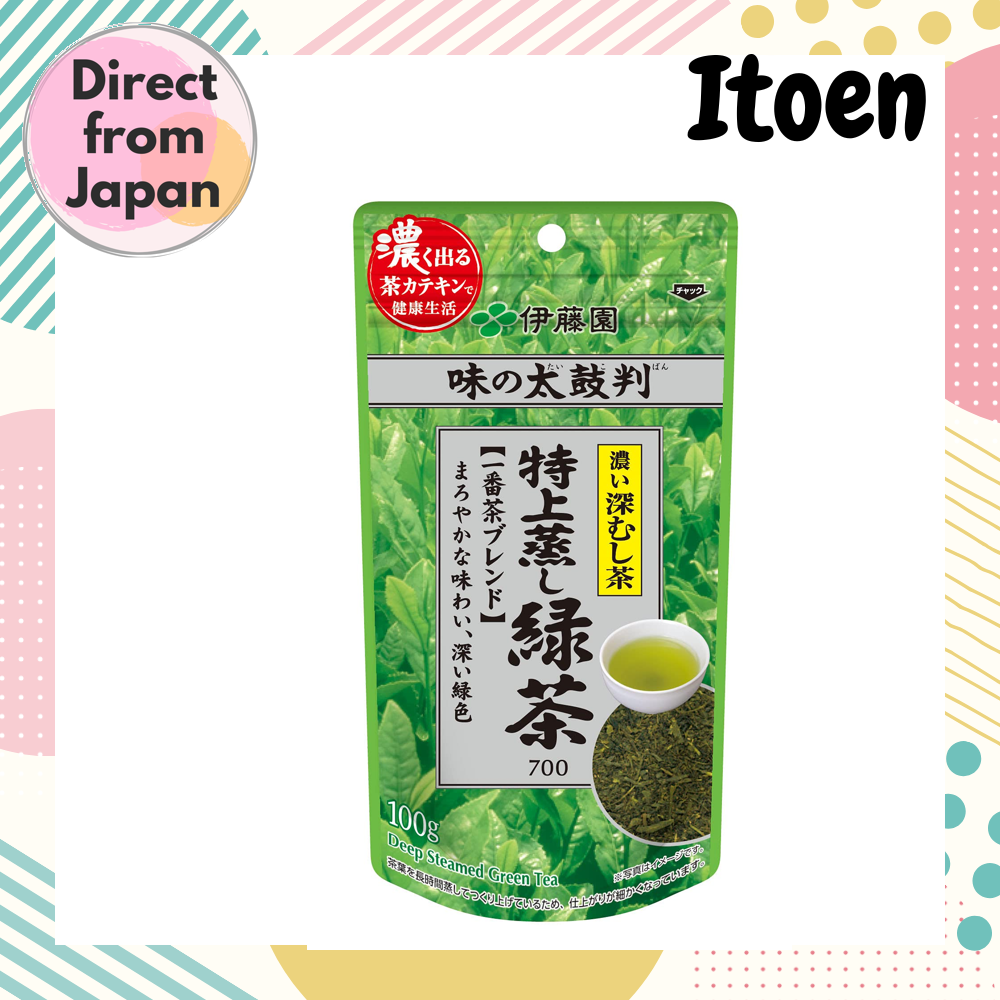 Direct
from
Japan
Itoen
濃く出る
茶カテキンで
健康生活
チャック
伊藤園
味の太鼓判
たいこばん
濃い深むし茶
特上蒸し緑茶
700
【一番茶ブレンド】
まろやかな味わい、深い緑色
100g
Deep Steamed Green Tea
※写真はイメージです。
茶葉を長時間蒸してつくり上げているため、仕上がりが細かくなっています。